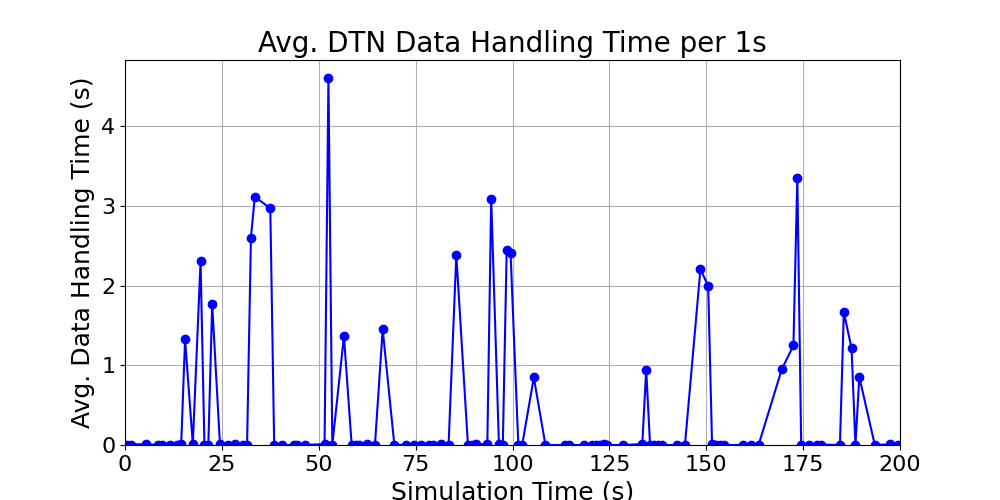 Avg. DTN Data Handling Time per 1s
Avg. Data Handling Time (s)
4
3
2
1
0
0 25 50 75 100 125 150 175 200
Simulation Time (s)